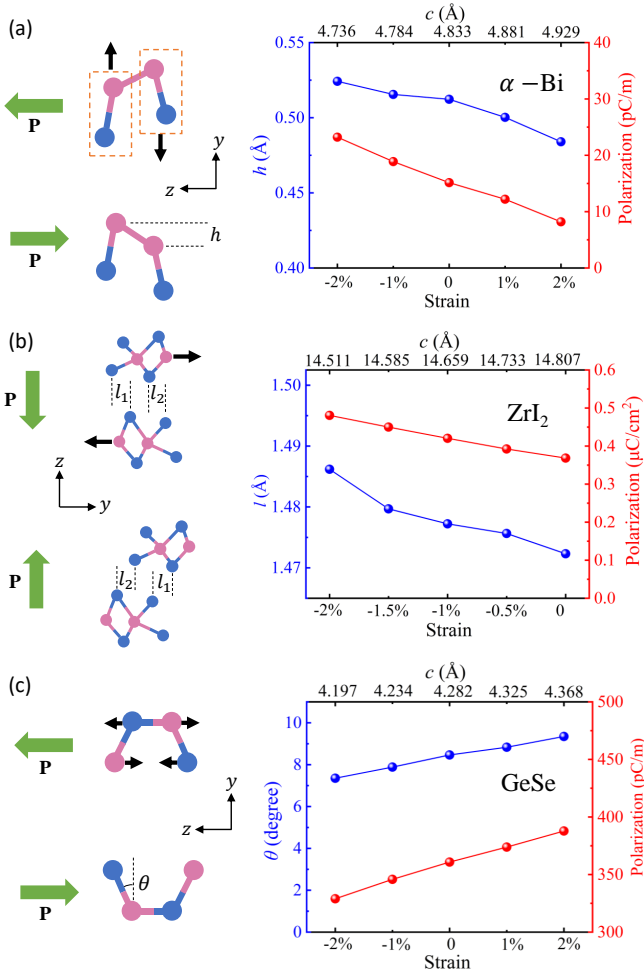 (a)
P
y
z
P
h
c (Å)
4.736 4.784 4.833 4.881 4.929
0.55
0.50
0.45
0.40
h (Å)
α −Bi
40
30
20
10
0
Polarization (pC/m)
-2% -1% 0 1% 2%
Strain
(b)
P
l₁ l₂
z
y
P
l₂ l₁
c (Å)
14.511 14.585 14.659 14.733 14.807
1.50
1.49
1.48
1.47
l (Å)
ZrI₂
0.6
0.5
0.4
0.3
0.2
0.1
0.0
Polarization (μC/cm²)
-2% -1.5% -1% -0.5% 0
Strain
(c)
P
y
z
P
θ
c (Å)
4.197 4.234 4.282 4.325 4.368
10
8
6
4
2
0
θ (degree)
GeSe
500
450
400
350
300
Polarization (pC/m)
-2% -1% 0 1% 2%
Strain